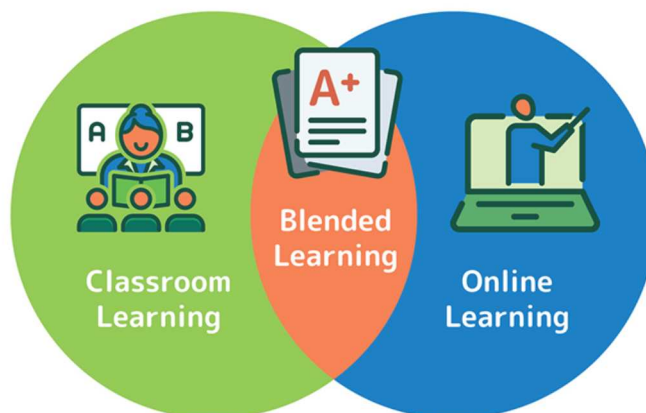 A B
A+
Blended
Learning
Classroom
Learning
Online
Learning